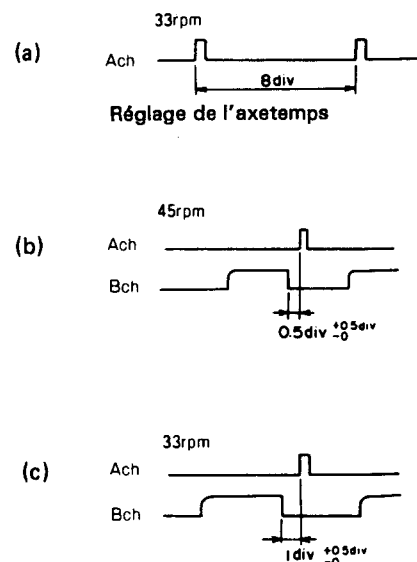 33rpm
(a)
Ach
8div
Réglage de l'axetemps
45rpm
(b)
Ach
Bch
0.5div +0.5div -0
33rpm
(c)
Ach
Bch
1div +0.5div -0